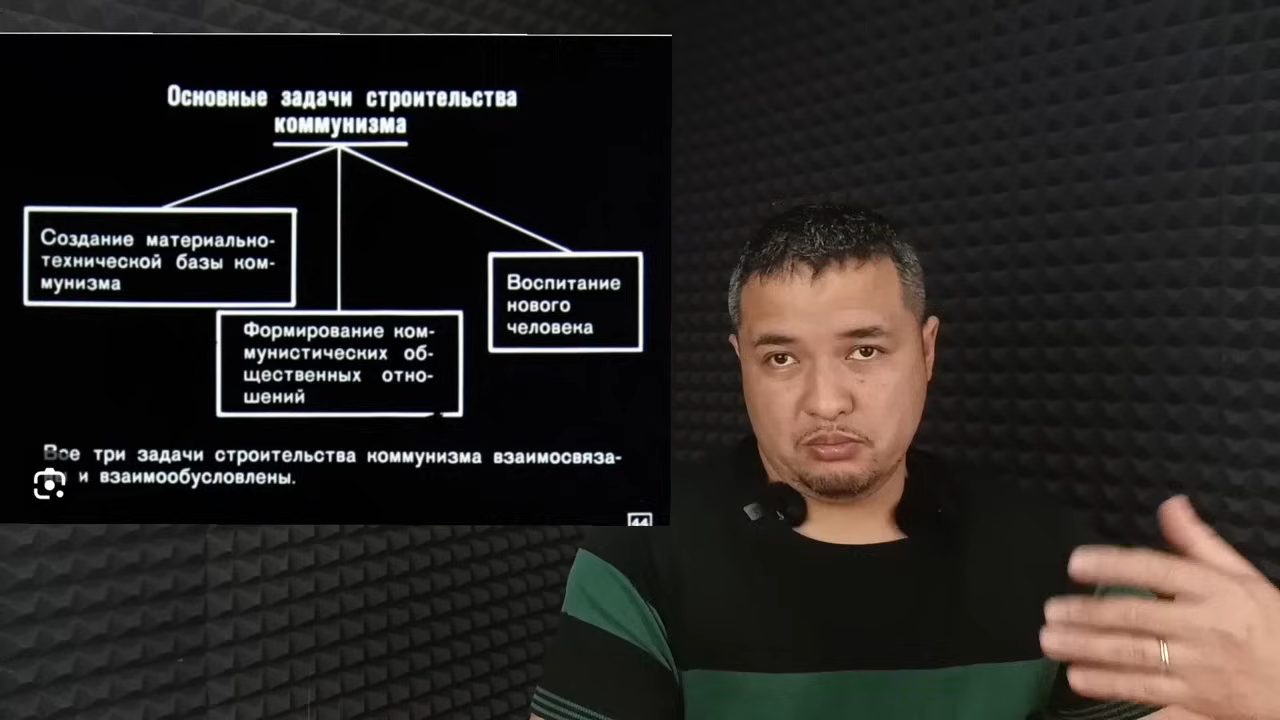 Основные задачи строительства
коммунизма
Создание материально-
технической базы ком-
мунизма
Формирование ком-
мунистических об-
щественных отно-
шений
Воспитание
нового
человека
Все три задачи строительства коммунизма взаимосвяза-
и взаимообусловлены.
44